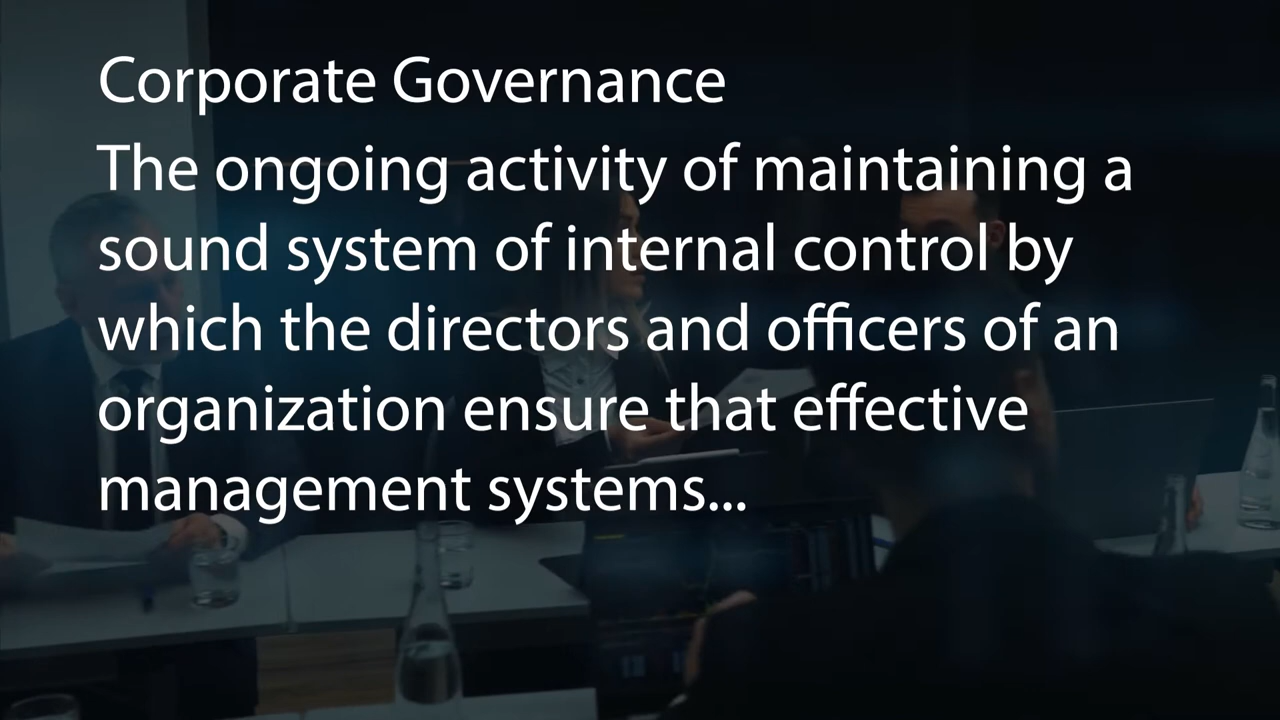 Corporate Governance
The ongoing activity of maintaining a
sound system of internal control by
which the directors and officers of an
organization ensure that effective
management systems...